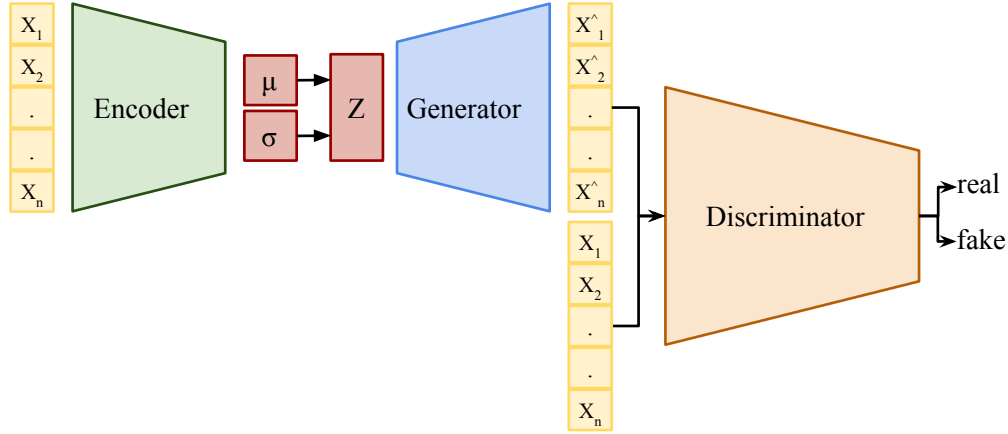 X1
X2
.
.
Xn
Encoder
μ
σ
Z
Generator
X^1
X^2
.
.
X^n
X1
X2
.
.
Xn
Discriminator
real
fake